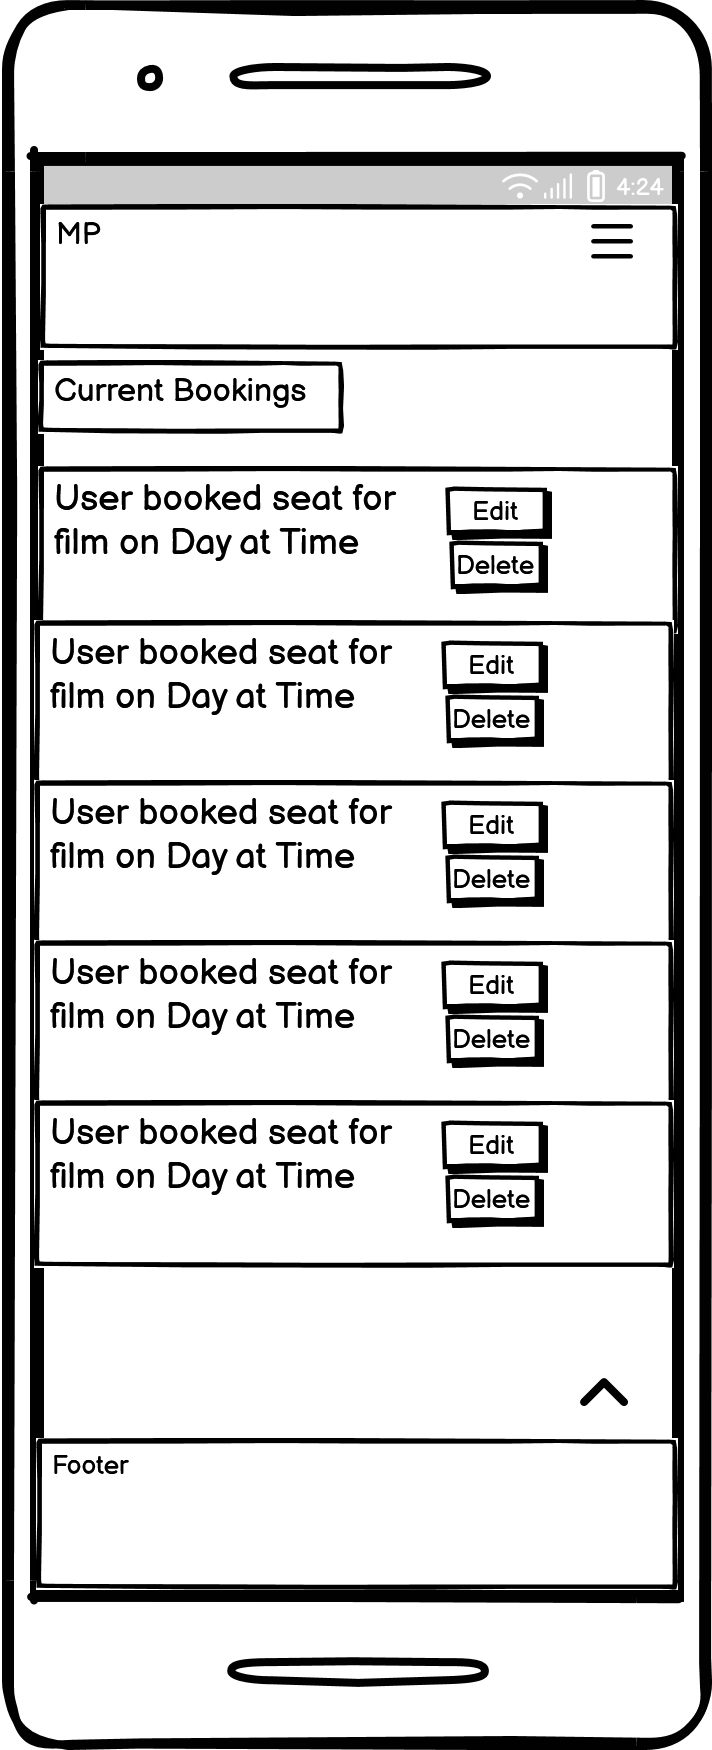 4:24
MP
Current Bookings
User booked seat for
film on Day at Time
Edit
Delete
User booked seat for
film on Day at Time
Edit
Delete
User booked seat for
film on Day at Time
Edit
Delete
User booked seat for
film on Day at Time
Edit
Delete
User booked seat for
film on Day at Time
Edit
Delete
Footer